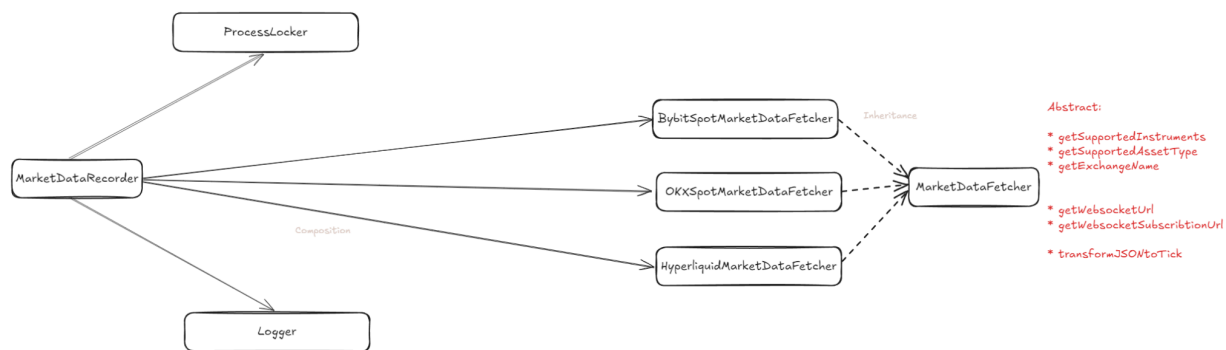 ProcessLocker
BybitSpotMarketDataFetcher
Inheritance
Abstract:
* getSupportedInstruments
* getSupportedAssetType
* getExchangeName
MarketDataRecorder
OKXSpotMarketDataFetcher
MarketDataFetcher
* getWebsocketUrl
* getWebsocketSubscribtionUrl
Composition
HyperliquidMarketDataFetcher
* transformJSONtoTick
Logger